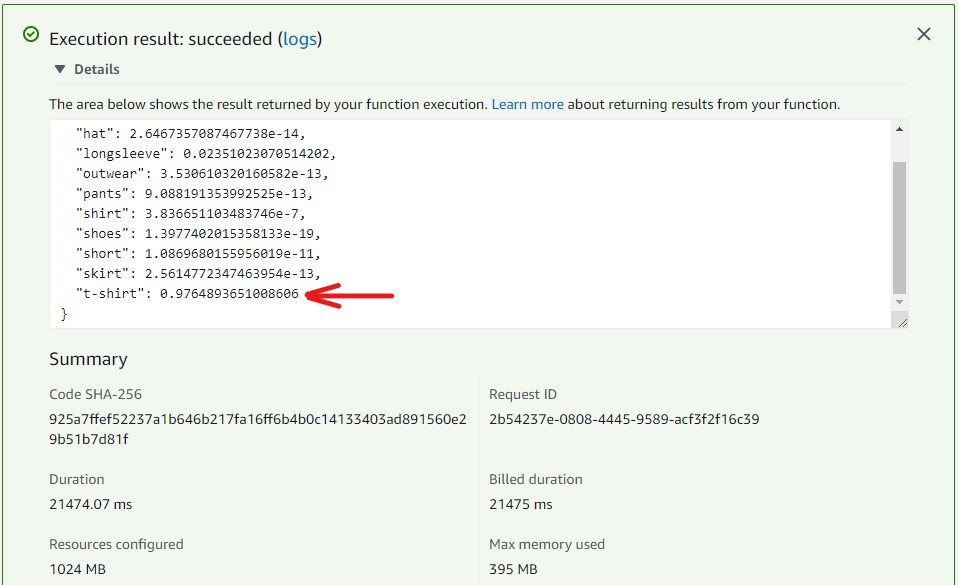 Execution result: succeeded (logs)
Details
The area below shows the result returned by your function execution. Learn more about returning results from your function.
"hat": 2.6467357087467738e-14,
"longsleeve": 0.02351023070514202,
"outwear": 3.530610320160582e-13,
"pants": 9.088191353992525e-13,
"shirt": 3.836651103483746e-7,
"shoes": 1.3977402015358133e-19,
"short": 1.0869680155956019e-11,
"skirt": 2.5614772347463954e-13,
"t-shirt": 0.9764893651008606
}
Summary
Code SHA-256
925a7ffef52237a1b646b217fa16ff6b4b0c14133403ad891560e2
9b51b7d81f
Request ID
2b54237e-0808-4445-9589-acf3f2f16c39
Duration
21474.07 ms
Billed duration
21475 ms
Resources configured
1024 MB
Max memory used
395 MB